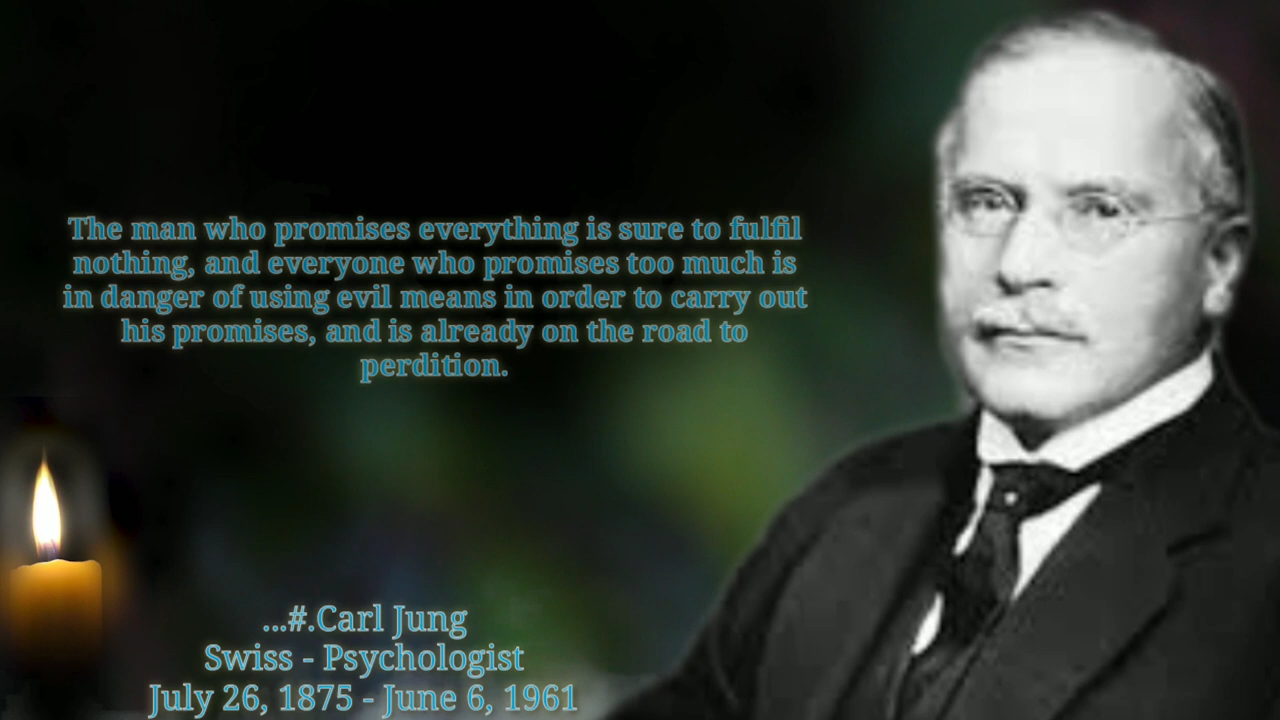 The man who promises everything is sure to fulfil
nothing, and everyone who promises too much is
in danger of using evil means in order to carry out
his promises, and is already on the road to
perdition.
...#.Carl Jung
Swiss - Psychologist
July 26, 1875 - June 6, 1961